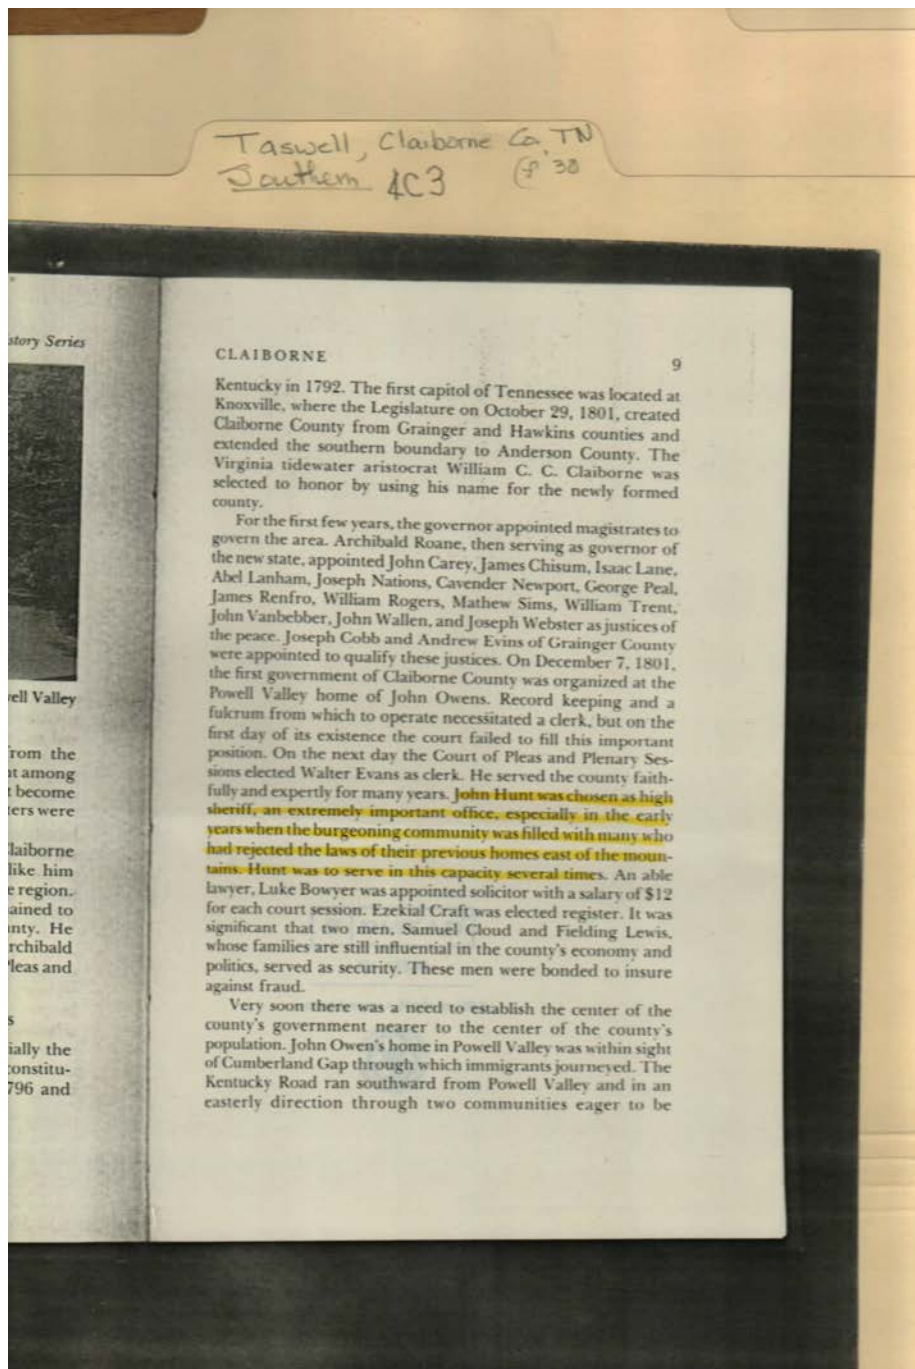 Taswell, Claiborne Co. TN
Southern 4C3 (f '38
story Series
ell Valley
rom the
t among
become
ers were
laiborne
like him
e region.
ained to
nty. He
rchibald
leas and
s
ially the
onstitu-
796 and
CLAIBORNE 9
Kentucky in 1792. The first capitol of Tennessee was located at
Knoxville, where the Legislature on October 29, 1801, created
Claiborne County from Grainger and Hawkins counties and
extended the southern boundary to Anderson County. The
Virginia tidewater aristocrat William C. C. Claiborne was
selected to honor by using his name for the newly formed
county.
For the first few years, the governor appointed magistrates to
govern the area. Archibald Roane, then serving as governor of
the new state, appointed John Carey, James Chisum, Isaac Lane,
Abel Lanham, Joseph Nations, Cavender Newport, George Peal,
James Renfro, William Rogers, Mathew Sims, William Trent,
John Vanbebber, John Wallen, and Joseph Webster as justices of
the peace. Joseph Cobb and Andrew Evins of Grainger County
were appointed to qualify these justices. On December 7, 1801,
the first government of Claiborne County was organized at the
Powell Valley home of John Owens. Record keeping and a
fulcrum from which to operate necessitated a clerk, but on the
first day of its existence the court failed to fill this important
position. On the next day the Court of Pleas and Plenary Ses-
sions elected Walter Evans as clerk. He served the county faith-
fully and expertly for many years. John Hunt was chosen as high
sheriff, an extremely important office, especially in the early
years when the burgeoning community was filled with many who
had rejected the laws of their previous homes east of the moun-
tains. Hunt was to serve in this capacity several times. An able
lawyer, Luke Bowyer was appointed solicitor with a salary of $12
for each court session. Ezekial Craft was elected register. It was
significant that two men, Samuel Cloud and Fielding Lewis,
whose families are still influential in the county's economy and
politics, served as security. These men were bonded to insure
against fraud.
Very soon there was a need to establish the center of the
county's government nearer to the center of the county's
population. John Owen's home in Powell Valley was within sight
of Cumberland Gap through which immigrants journeyed. The
Kentucky Road ran southward from Powell Valley and in an
easterly direction through two communities eager to be